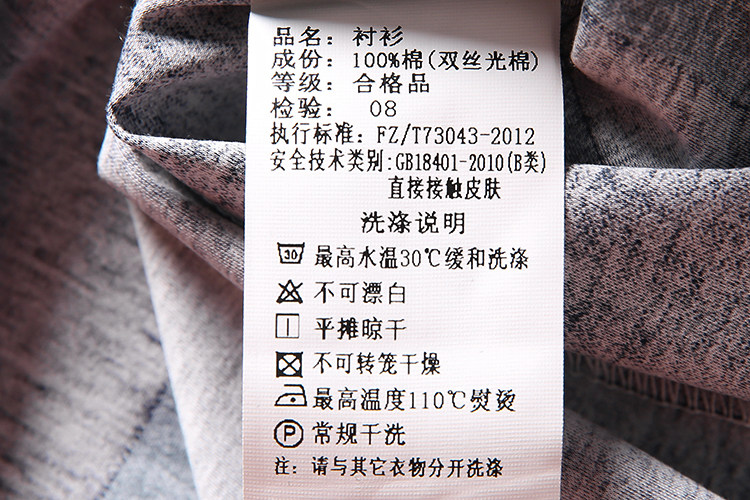 品名：衬衫
成份：100%棉(双丝光棉)
等级：合格品
检验：08
执行标准：FZ/T73043-2012
安全技术类别:GB18401-2010(B类)
直接接触皮肤
洗涤说明
30 最高水温30℃缓和洗涤
不可漂白
平摊晾干
不可转笼干燥
最高温度110℃熨烫
P 常规干洗
注：请与其它衣物分开洗涤